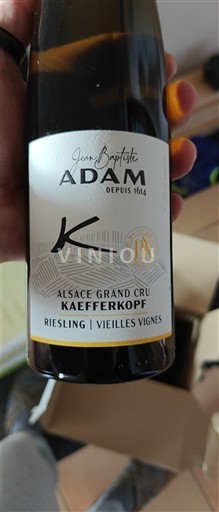 Jean-Baptiste
ADAM
DEPUIS 1614
K
VINIOU
ALSACE GRAND CRU
KAEFFERKOPF
RIESLING | VIEILLES VIGNES